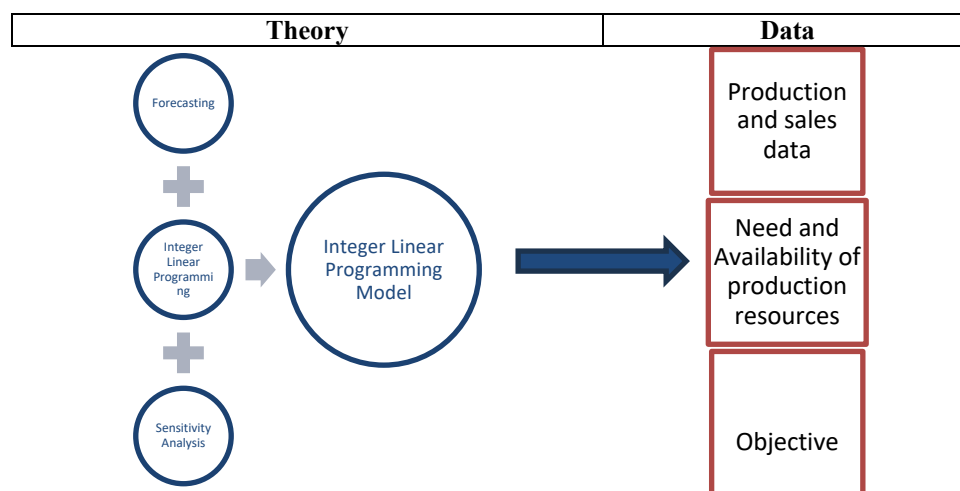 Theory
Data
Forecasting
Integer
Linear
Programmi
ng
Sensitivity
Analysis
Integer Linear
Programming
Model
Production
and sales
data
Need and
Availability of
production
resources
Objective